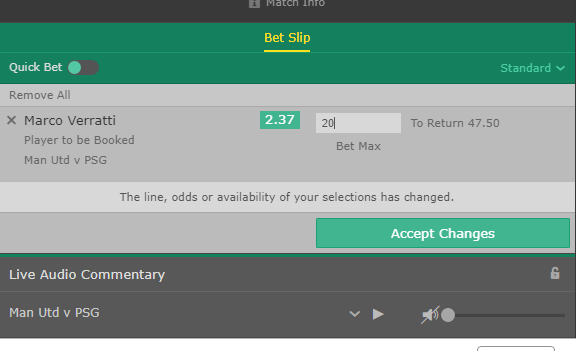 Match Info
Bet Slip
Quick Bet
Standard
Remove All
Marco Verratti 2.37 20 To Return 47.50
Player to be Booked Bet Max
Man Utd v PSG
The line, odds or availability of your selections has changed.
Accept Changes
Live Audio Commentary
Man Utd v PSG